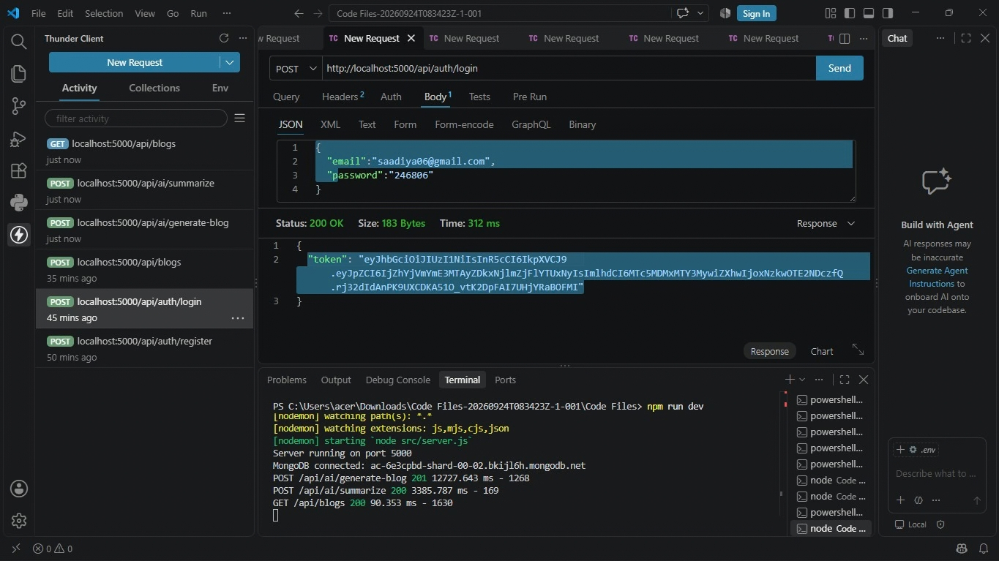 File Edit Selection View Go Run ···
Code Files-20260924T083423Z-1-001
Sign In
Thunder Client
New Request
Activity Collections Env
filter activity
GET localhost:5000/api/blogs
just now
POST localhost:5000/api/ai/summarize
just now
POST localhost:5000/api/ai/generate-blog
just now
POST localhost:5000/api/blogs
35 mins ago
POST localhost:5000/api/auth/login
45 mins ago
POST localhost:5000/api/auth/register
50 mins ago
w Request TC New Request TC New Request TC New Request TC New Request TC New Request
POST http://localhost:5000/api/auth/login Send
Query Headers 2 Auth Body 1 Tests Pre Run
JSON XML Text Form Form-encode GraphQL Binary
1 {
2 "email":"saadiya06@gmail.com",
3 "password":"246806"
4 }
Status: 200 OK Size: 183 Bytes Time: 312 ms Response
1 {
2 "token": "eyJhbGciOiJIUzI1NiIsInR5cCI6IkpXVCJ9
.eyJpZCI6IjZhYjVmYmE3MTAyZDkxNjlmZjFlYTUxNyIsImlhdCI6MTc5MDMxMTY3MywiZXhwIjoxNzkwOTE2NDczfQ
.rj32dIdAnPK9UXCDKA51O_vtK2DpFAI7UHjYRaBOFMI"
3 }
Response Chart
Problems Output Debug Console Terminal Ports
PS C:\Users\acer\Downloads\Code Files-20260924T083423Z-1-001\Code Files> npm run dev
[nodemon] watching path(s): *.*
[nodemon] watching extensions: js,mjs,cjs,json
[nodemon] starting `node src/server.js`
Server running on port 5000
MongoDB connected: ac-6e3cpbd-shard-00-02.bkijl6h.mongodb.net
POST /api/ai/generate-blog 201 12727.643 ms - 1268
POST /api/ai/summarize 200 3385.787 ms - 169
GET /api/blogs 200 90.353 ms - 1630
powershell...
powershell...
powershell...
powershell...
powershell...
node Code ...
node Code ...
powershell...
node Code ...
Chat
Build with Agent
AI responses may
be inaccurate
Generate Agent
Instructions to
onboard AI onto
your codebase.
.env
Describe what to ...
Local
0 0